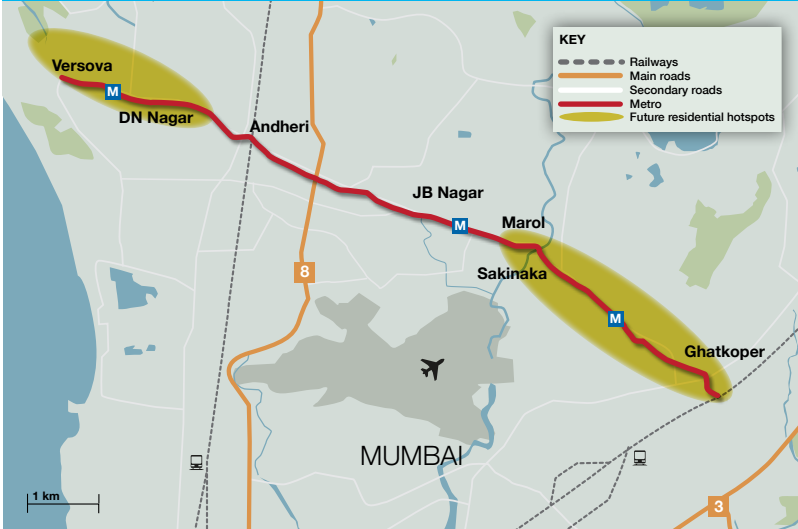 KEY
Railways
Main roads
Secondary roads
Metro
Future residential hotspots
Versova
M
DN Nagar
Andheri
JB Nagar
M
Marol
8
Sakinaka
M
Ghatkoper
MUMBAI
1 km
3